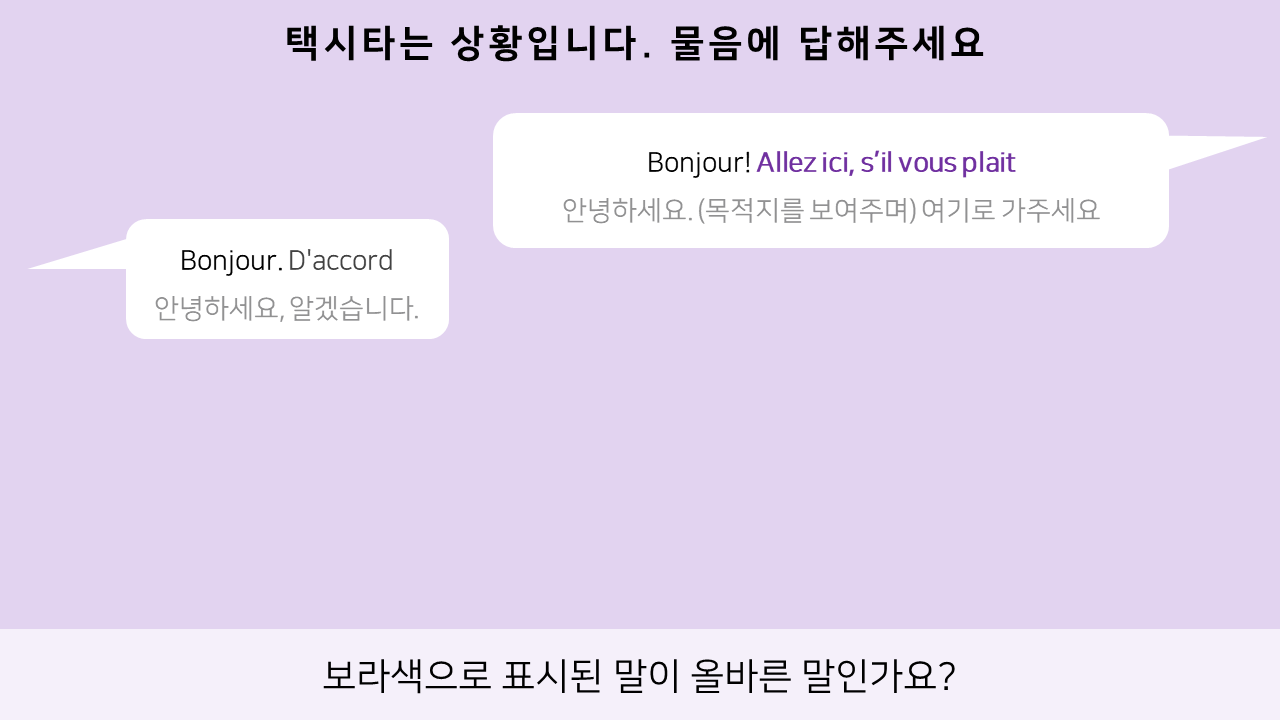 택시타는 상황입니다. 물음에 답해주세요
Bonjour! Allez ici, s’il vous plait
안녕하세요. (목적지를 보여주며) 여기로 가주세요
Bonjour. D'accord
안녕하세요, 알겠습니다.
보라색으로 표시된 말이 올바른 말인가요?